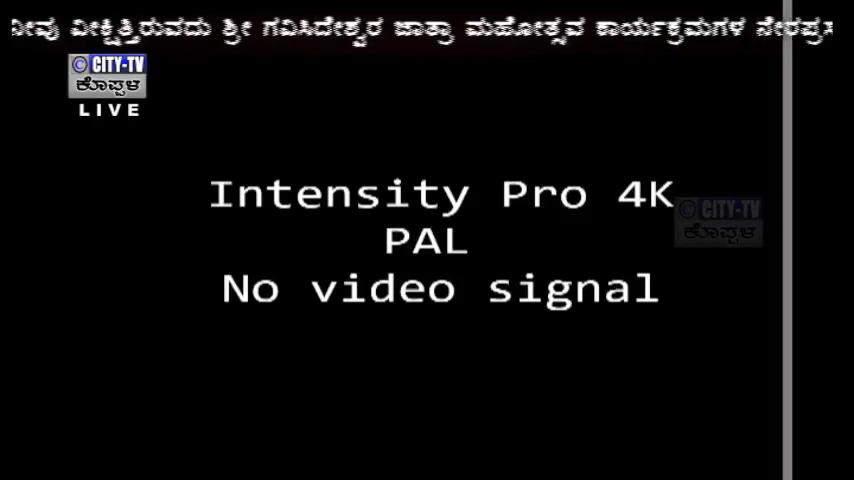 ನೀವು ವೀಕ್ಷಿತ್ತಿರುವದು ಶ್ರೀ ಗವಿಸಿದೇಶ್ವರ ಜಾತ್ರಾ ಮಹೋತ್ಸವ ಕಾರ್ಯಕ್ರಮಗಳ
© CITY-TV
ಕೊಪ್ಪಳ
LIVE
Intensity Pro 4K
© CITY-TV
ಕೊಪ್ಪಳ
PAL
No video signal